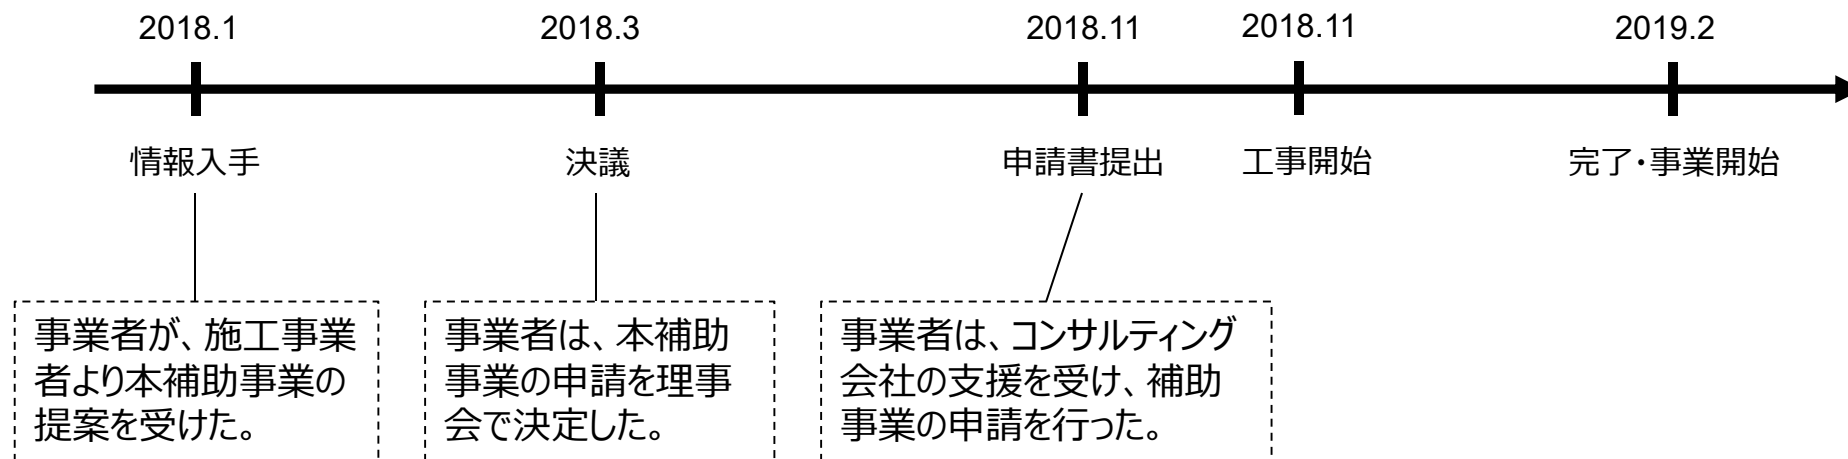 2018.1
2018.3
2018.11
2018.11
2019.2
情報入手
決議
申請書提出
工事開始
完了・事業開始
事業者が、施工事業
者より本補助事業の
提案を受けた。
事業者は、本補助
事業の申請を理事
会で決定した。
事業者は、コンサルティング
会社の支援を受け、補助
事業の申請を行った。